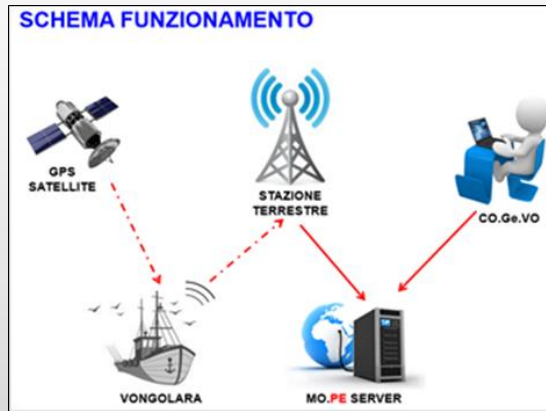 SCHEMA FUNZIONAMENTO
GPS
SATELLITE
STAZIONE
TERRESTRE
CO.Ge.VO
VONGOLARA
MO.PE SERVER